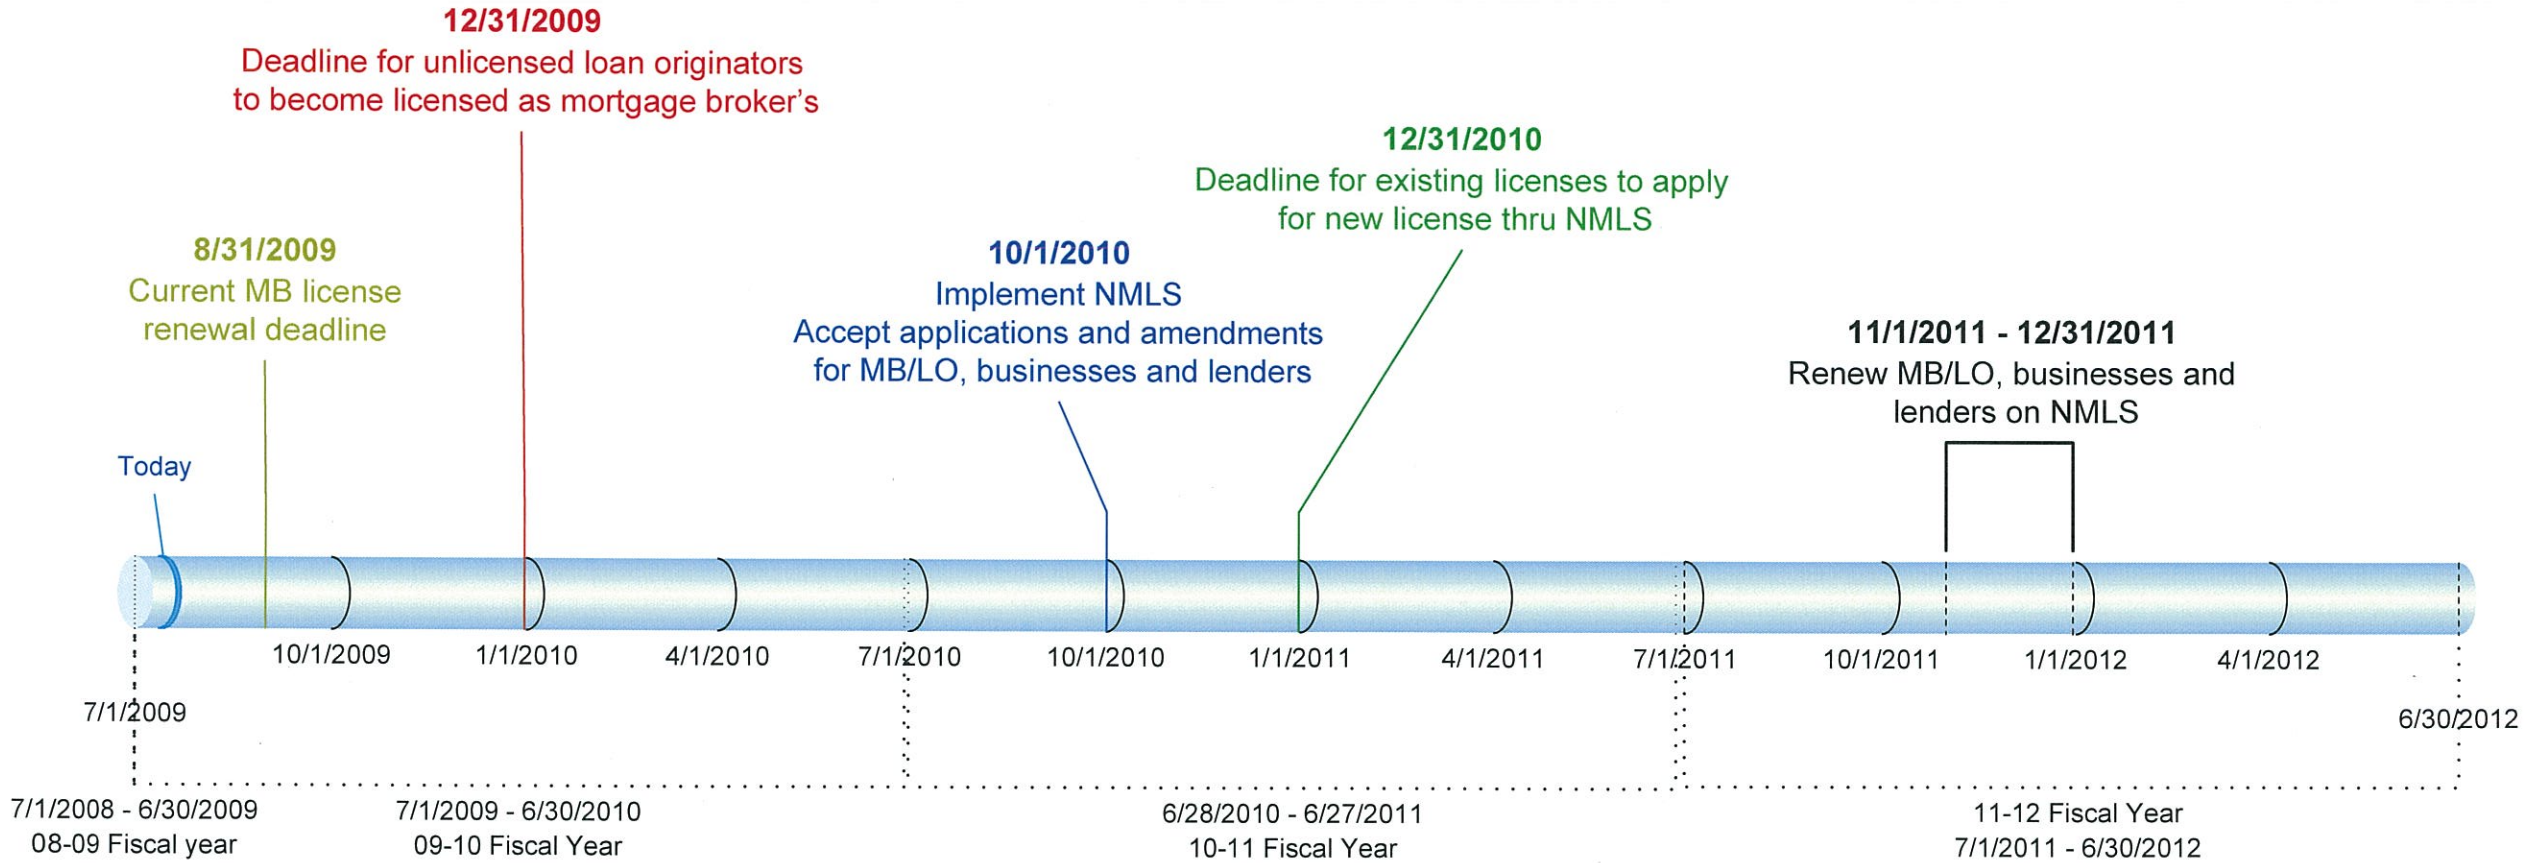 12/31/2009
Deadline for unlicensed loan originators
to become licensed as mortgage broker's
12/31/2010
Deadline for existing licenses to apply
for new license thru NMLS
8/31/2009
Current MB license
renewal deadline
10/1/2010
Implement NMLS
Accept applications and amendments
for MB/LO, businesses and lenders
11/1/2011 - 12/31/2011
Renew MB/LO, businesses and
lenders on NMLS
Today
10/1/2009
1/1/2010
4/1/2010
7/1/2010
10/1/2010
1/1/2011
4/1/2011
7/1/2011
10/1/2011
1/1/2012
4/1/2012
7/1/2009
6/30/2012
7/1/2008 - 6/30/2009
08-09 Fiscal year
7/1/2009 - 6/30/2010
09-10 Fiscal Year
6/28/2010 - 6/27/2011
10-11 Fiscal Year
11-12 Fiscal Year
7/1/2011 - 6/30/2012